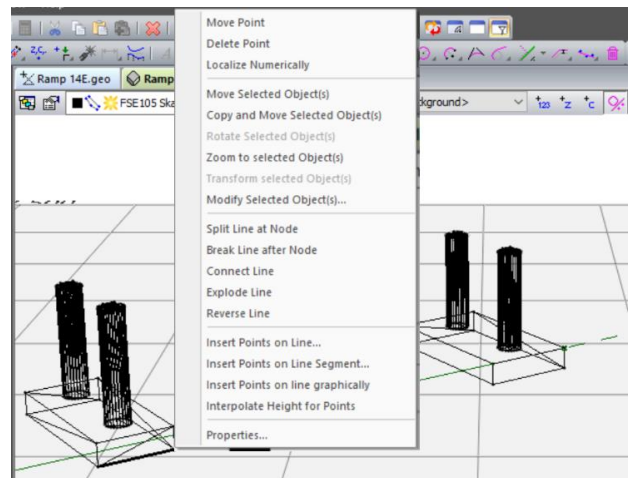 Ramp 14E.geo
Ramp
FSE105 Ska
kground>
123
z
c
Move Point
Delete Point
Localize Numerically
Move Selected Object(s)
Copy and Move Selected Object(s)
Rotate Selected Object(s)
Zoom to selected Object(s)
Transform selected Object(s)
Modify Selected Object(s)...
Split Line at Node
Break Line after Node
Connect Line
Explode Line
Reverse Line
Insert Points on Line...
Insert Points on Line Segment...
Insert Points on line graphically
Interpolate Height for Points
Properties...